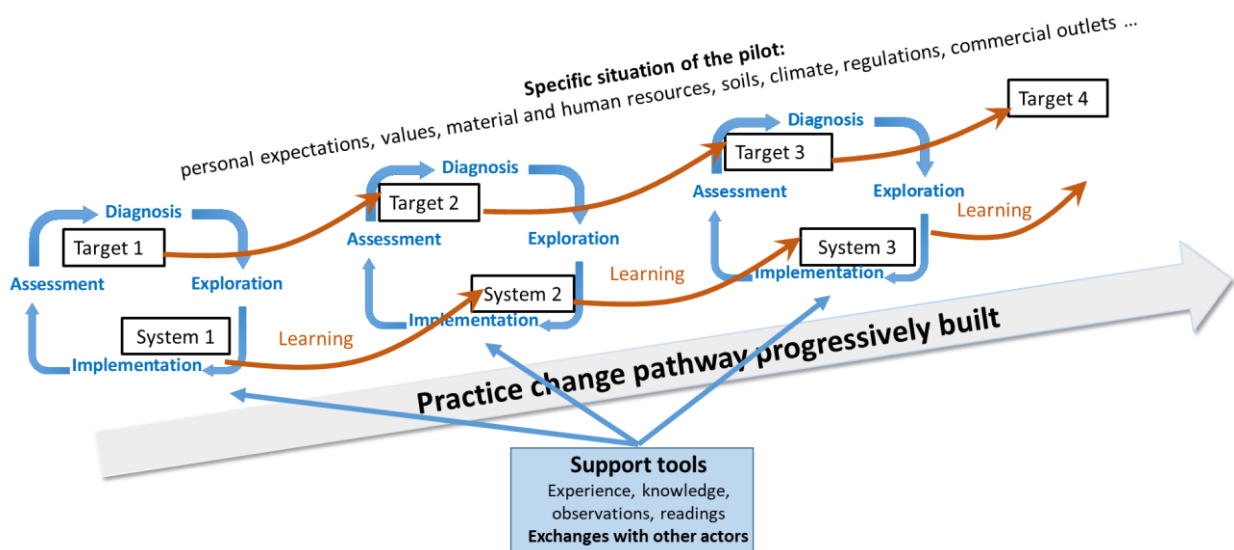 Specific situation of the pilot:
personal expectations, values, material and human resources, soils, climate, regulations, commercial outlets ...
Diagnosis
Target 1
Assessment
Exploration
System 1
Implementation
Learning
Diagnosis
Target 2
Assessment
Exploration
System 2
Implementation
Learning
Diagnosis
Target 3
Assessment
Exploration
System 3
Implementation
Learning
Target 4
Practice change pathway progressively built
Support tools
Experience, knowledge,
observations, readings
Exchanges with other actors